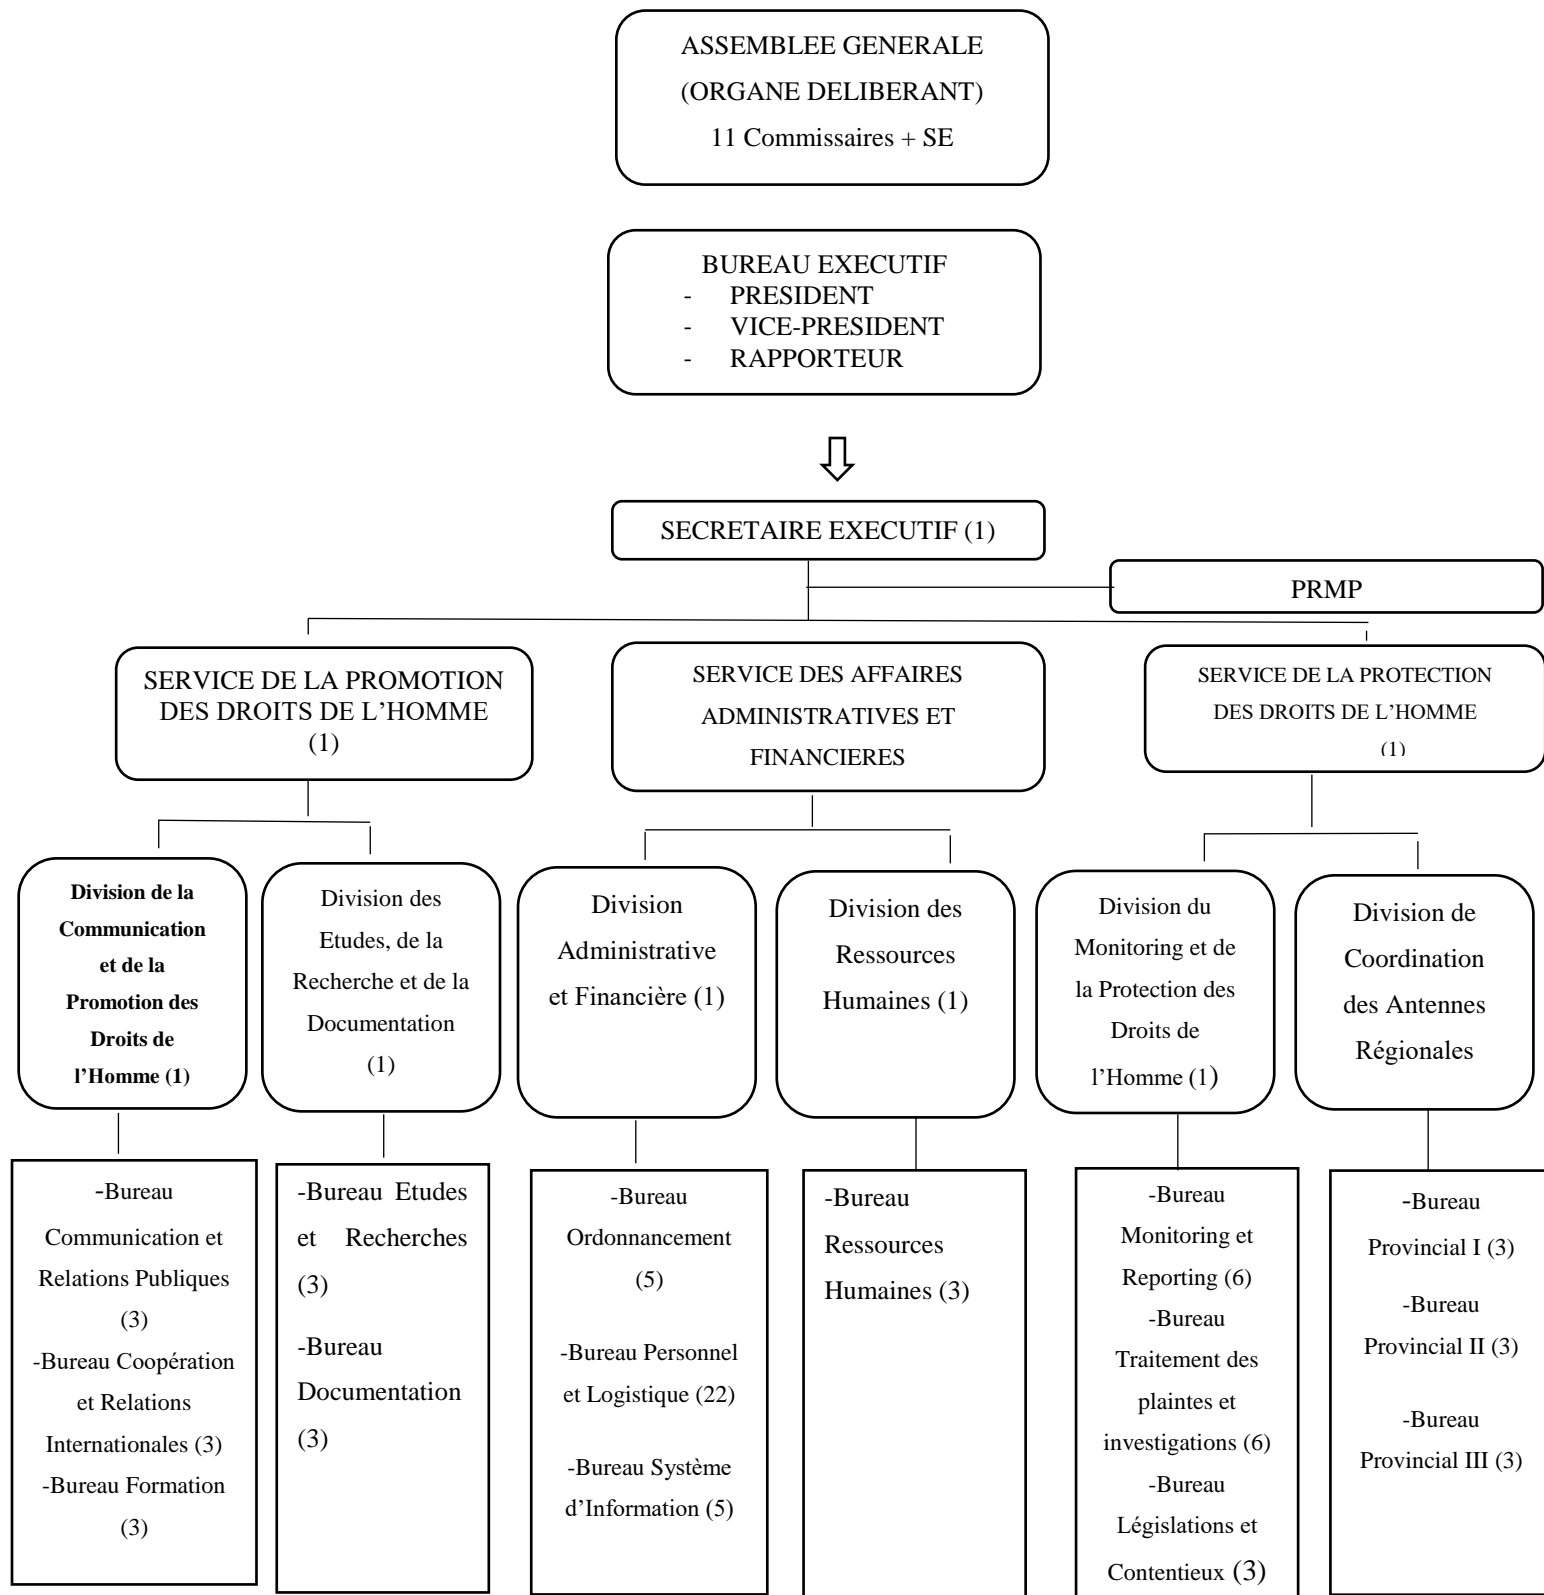 ASSEMBLEE GENERALE
(ORGANE DELIBERANT)
11 Commissaires + SE
BUREAU EXECUTIF
- PRESIDENT
- VICE-PRESIDENT
- RAPPORTEUR
SECRETAIRE EXECUTIF (1)
PRMP
SERVICE DE LA PROMOTION
DES DROITS DE L’HOMME
(1)
SERVICE DES AFFAIRES
ADMINISTRATIVES ET
FINANCIERES
SERVICE DE LA PROTECTION
DES DROITS DE L’HOMME
(1)
Division de la
Communication
et de la
Promotion des
Droits de
l’Homme (1)
Division des
Etudes, de la
Recherche et de la
Documentation
(1)
Division
Administrative
et Financière (1)
Division des
Ressources
Humaines (1)
Division du
Monitoring et de
la Protection des
Droits de
l’Homme (1)
Division de
Coordination
des Antennes
Régionales
-Bureau
Communication et
Relations Publiques
(3)
-Bureau Coopération
et Relations
Internationales (3)
-Bureau Formation
(3)
-Bureau Etudes
et Recherches
(3)
-Bureau
Documentation
(3)
-Bureau
Ordonnancement
(5)
-Bureau Personnel
et Logistique (22)
-Bureau Système
d’Information (5)
-Bureau
Ressources
Humaines (3)
-Bureau
Monitoring et
Reporting (6)
-Bureau
Traitement des
plaintes et
investigations (6)
-Bureau
Législations et
Contentieux (3)
-Bureau
Provincial I (3)
-Bureau
Provincial II (3)
-Bureau
Provincial III (3)